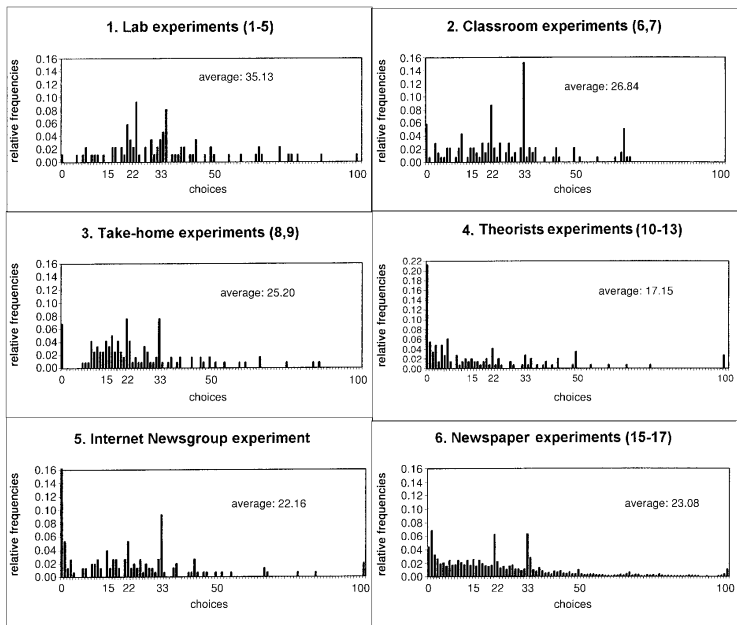 1. Lab experiments (1-5)
relative frequencies
0.16
0.14
0.12
0.10
0.08
0.06
0.04
0.02
0.00
average: 35.13
0 15 22 33 50 100
choices
2. Classroom experiments (6,7)
relative frequencies
0.16
0.14
0.12
0.10
0.08
0.06
0.04
0.02
0.00
average: 26.84
0 15 22 33 50 100
choices
3. Take-home experiments (8,9)
relative frequencies
0.16
0.14
0.12
0.10
0.08
0.06
0.04
0.02
0.00
average: 25.20
0 15 22 33 50 100
choices
4. Theorists experiments (10-13)
relative frequencies
0.22
0.20
0.18
0.16
0.14
0.12
0.10
0.08
0.06
0.04
0.02
0.00
average: 17.15
0 15 22 33 50 100
choices
5. Internet Newsgroup experiment
relative frequencies
0.16
0.14
0.12
0.10
0.08
0.06
0.04
0.02
0.00
average: 22.16
0 15 22 33 50 100
choices
6. Newspaper experiments (15-17)
relative frequencies
0.16
0.14
0.12
0.10
0.08
0.06
0.04
0.02
0.00
average: 23.08
0 15 22 33 50 100
choices